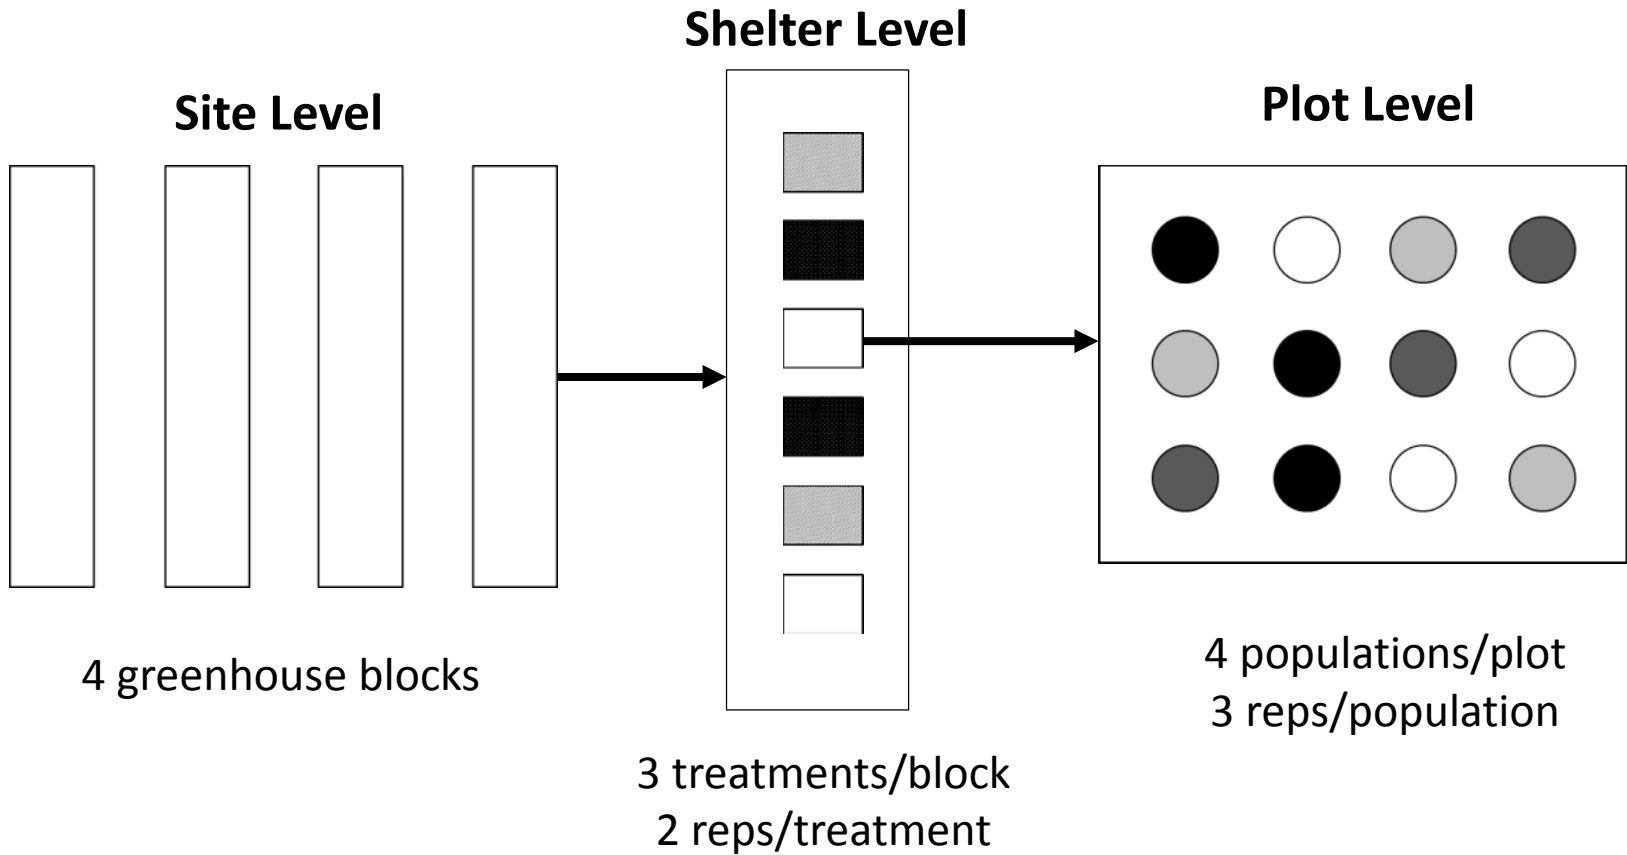 Site Level
4 greenhouse blocks
Shelter Level
3 treatments/block
2 reps/treatment
Plot Level
4 populations/plot
3 reps/population